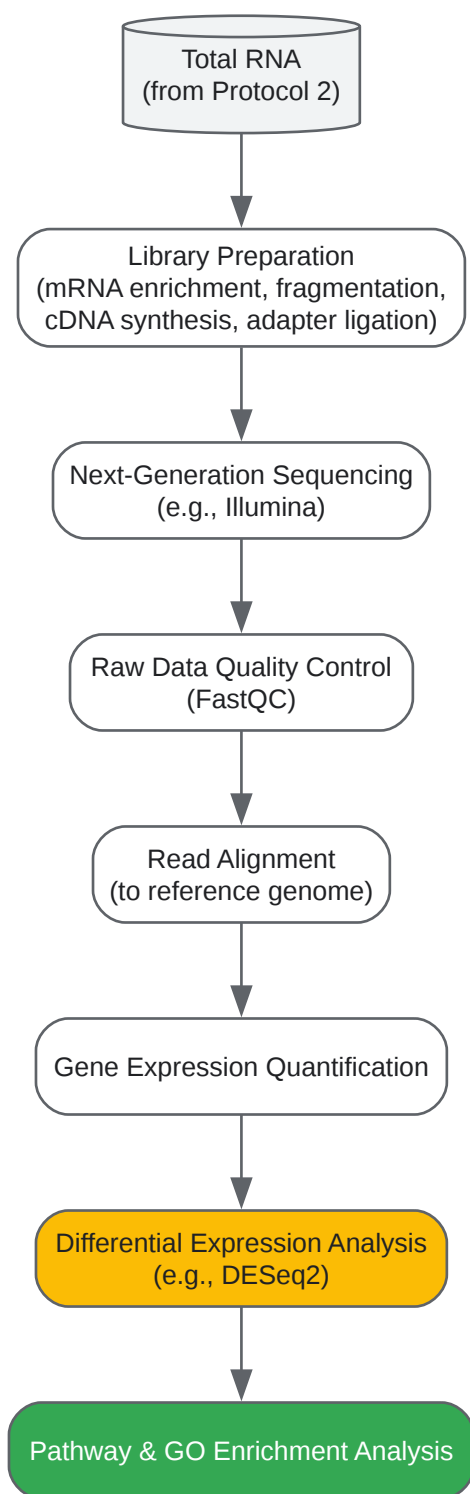 Total RNA
(from Protocol 2)
Library Preparation
(mRNA enrichment, fragmentation,
cDNA synthesis, adapter ligation)
Next-Generation Sequencing
(e.g., Illumina)
Raw Data Quality Control
(FastQC)
Read Alignment
(to reference genome)
Gene Expression Quantification
Differential Expression Analysis
(e.g., DESeq2)
Pathway & GO Enrichment Analysis